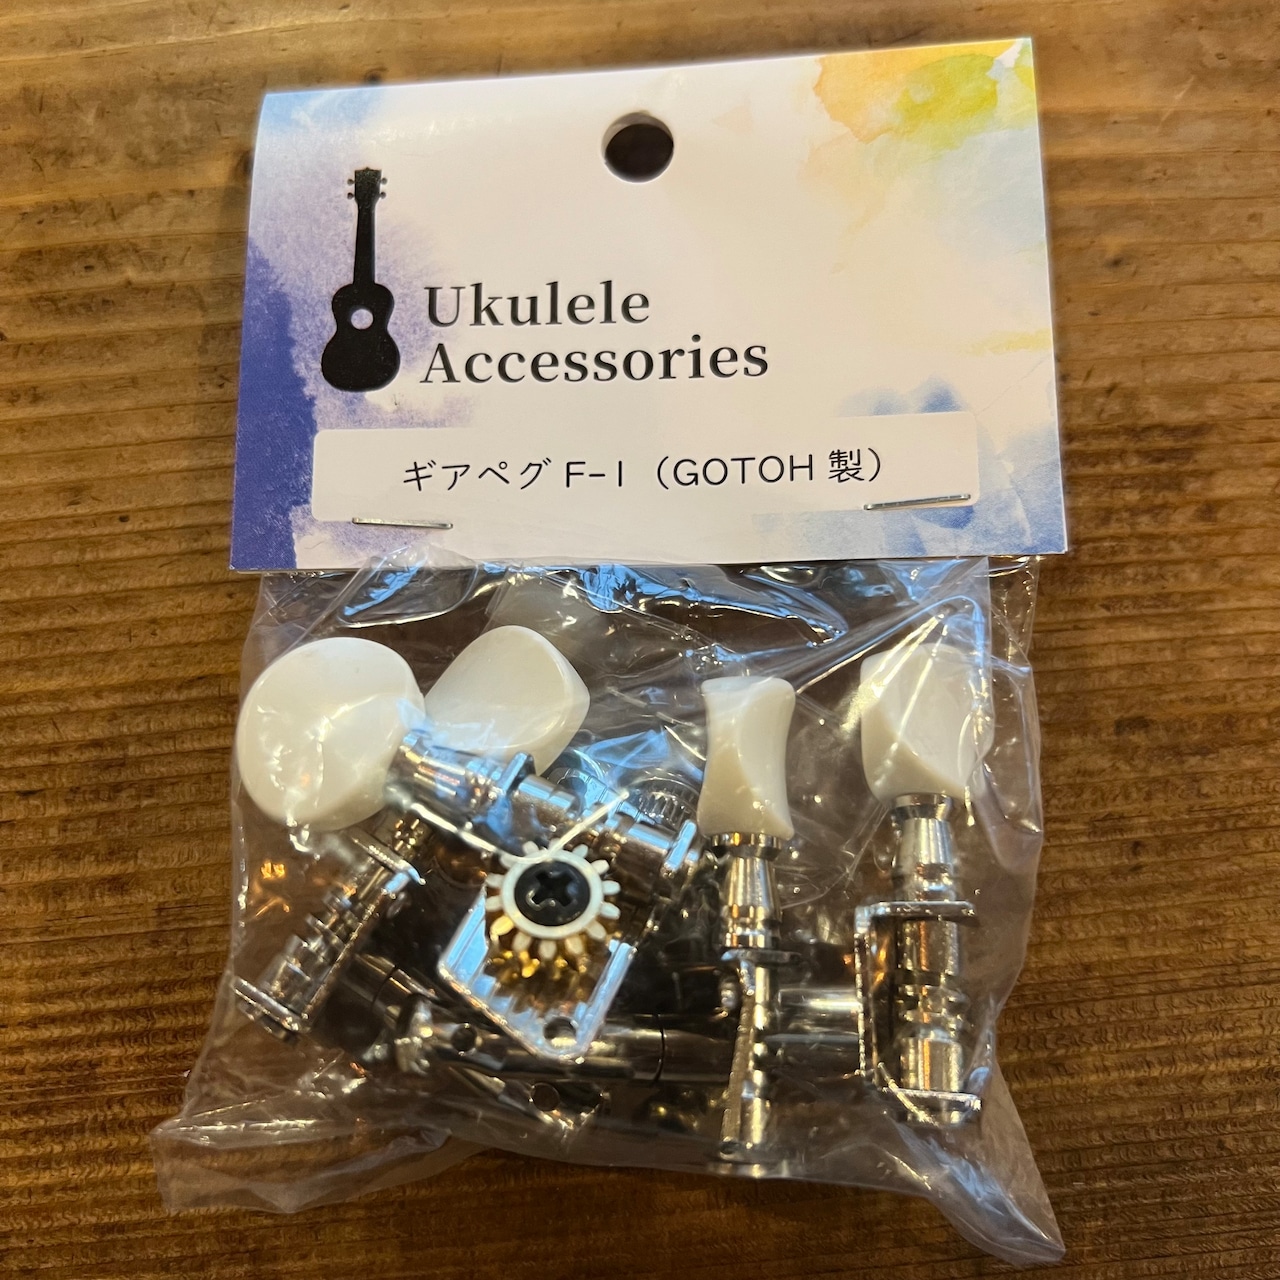 Ukulele
Accessories
ギアペグ F-1（GOTOH 製）